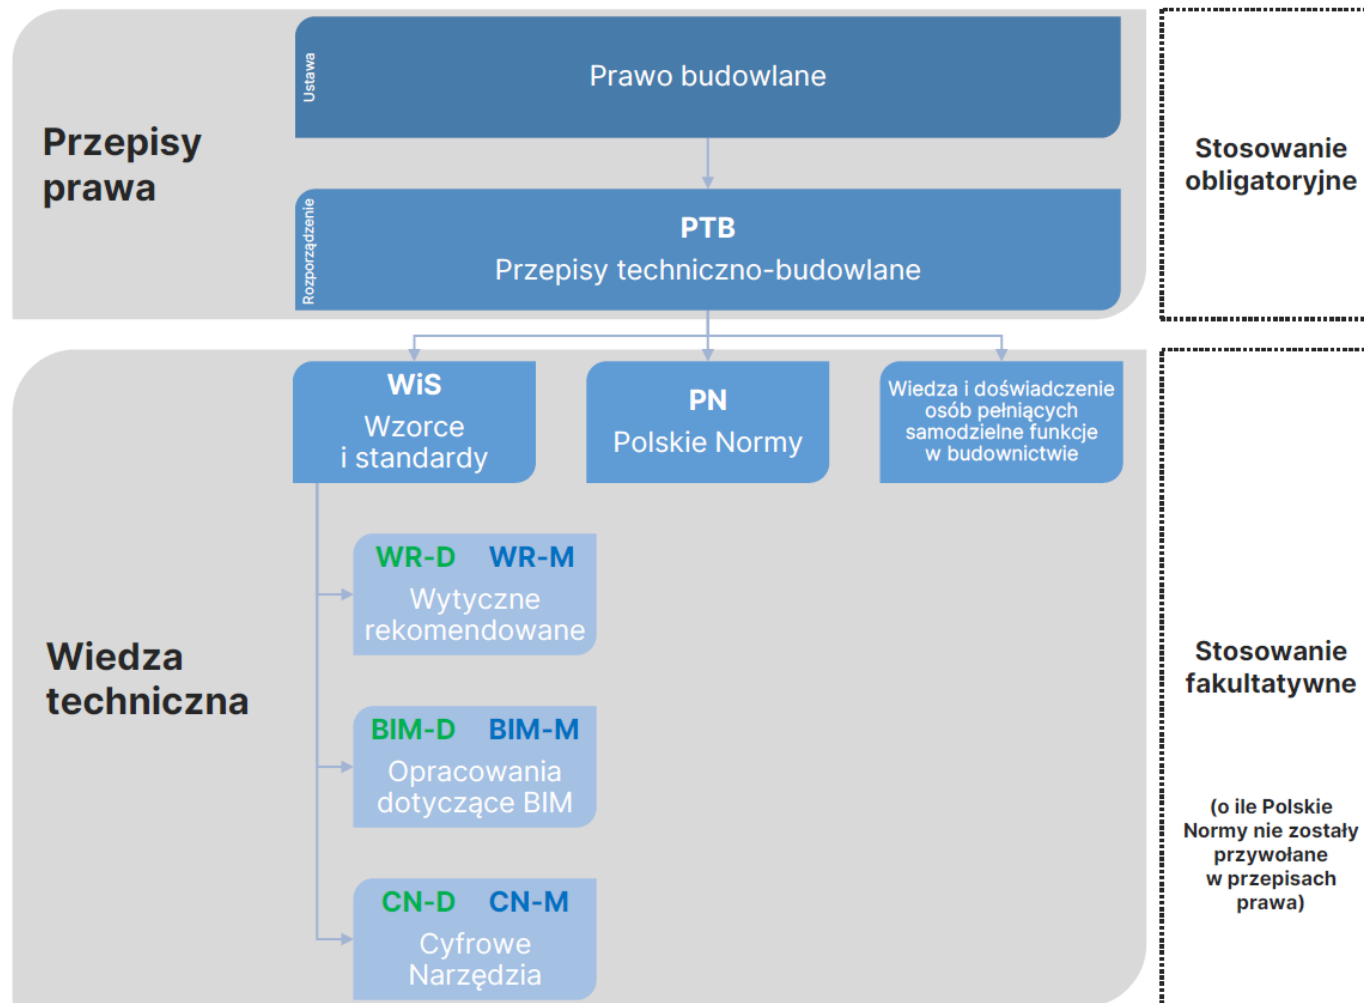 Przepisy
prawa
Ustawa
Prawo budowlane
Rozporządzenie
PTB
Przepisy techniczno-budowlane
Stosowanie
obligatoryjne
Wiedza
techniczna
WiS
Wzorce
i standardy
PN
Polskie Normy
Wiedza i doświadczenie
osób pełniących
samodzielne funkcje
w budownictwie
WR-D WR-M
Wytyczne
rekomendowane
BIM-D BIM-M
Opracowania
dotyczące BIM
CN-D CN-M
Cyfrowe
Narzędzia
Stosowanie
fakultatywne
(o ile Polskie
Normy nie zostały
przywołane
w przepisach
prawa)